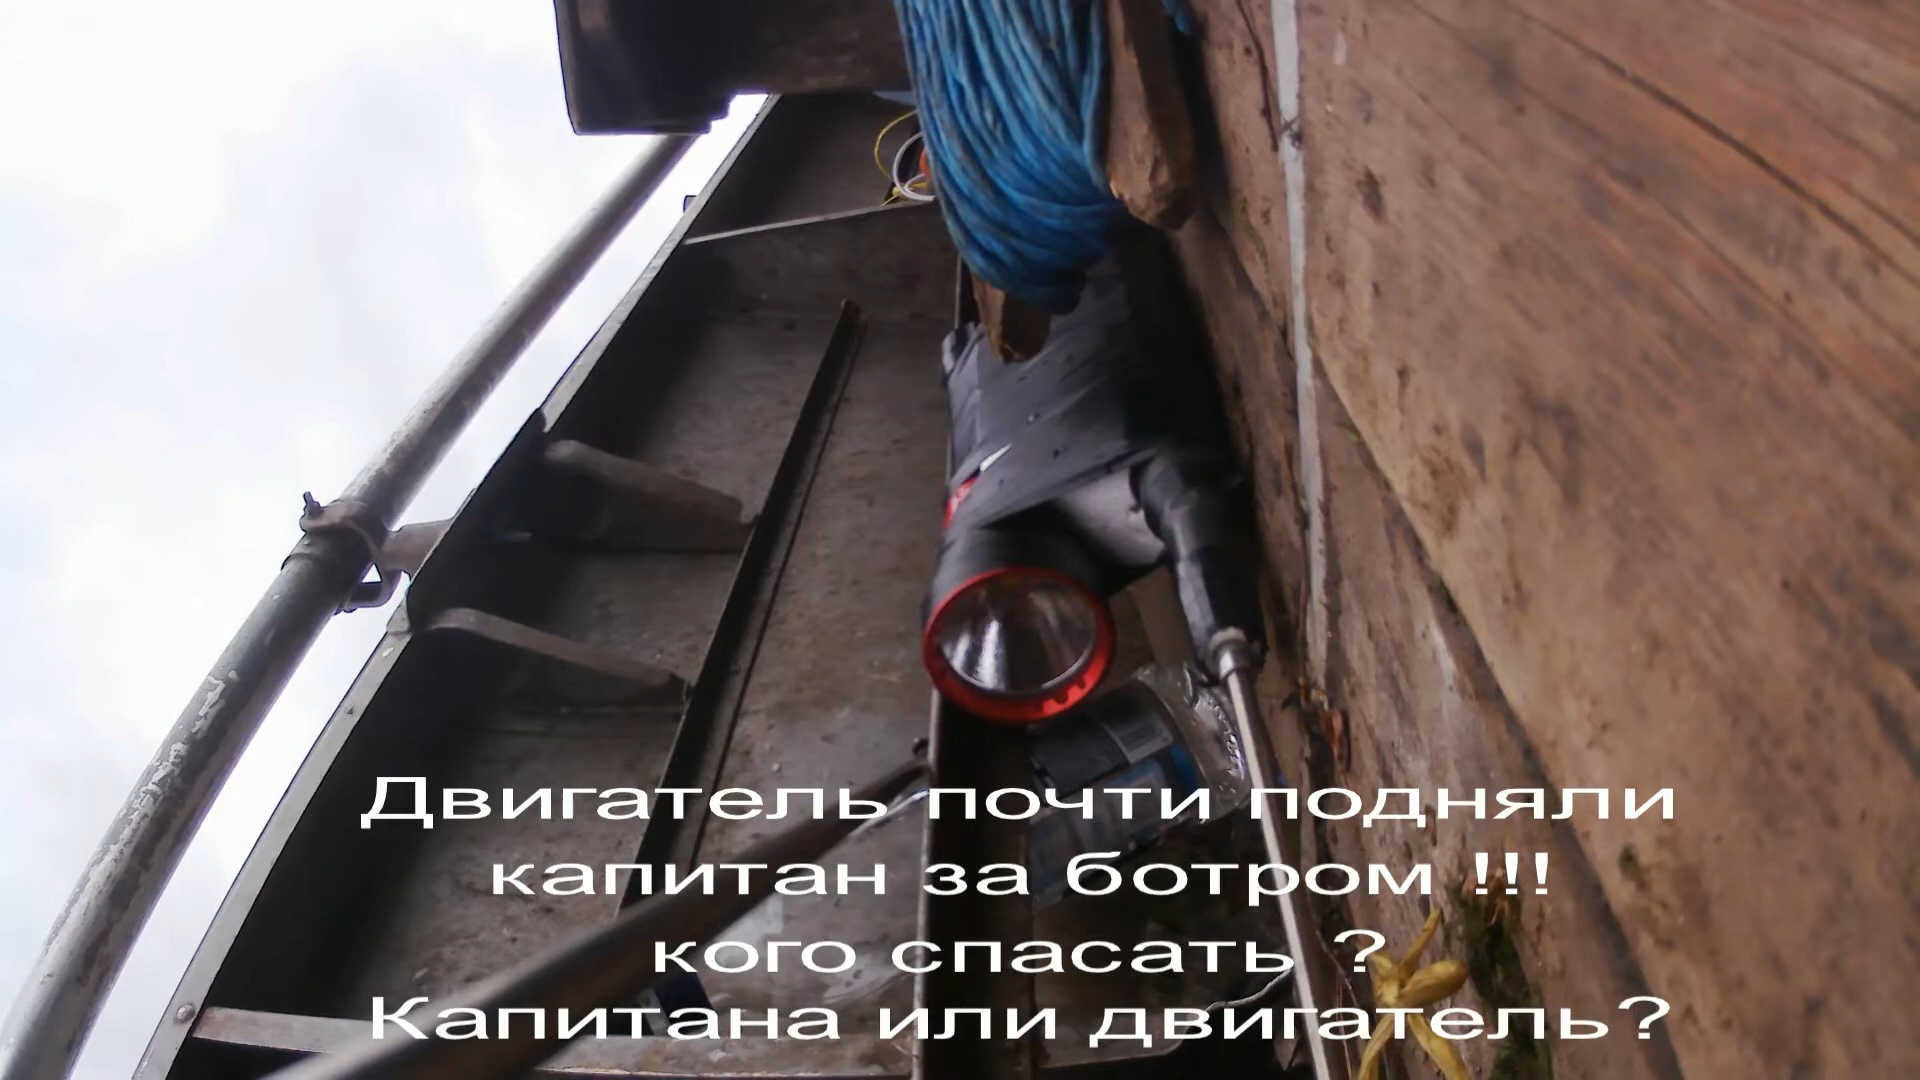 Двигатель почти подняли
капитан за ботром !!!
кого спасать ?
Капитана или двигатель?